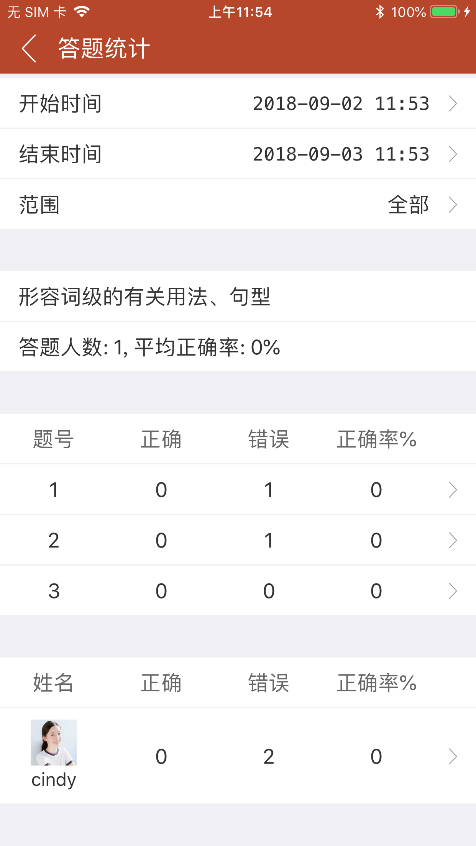 无 SIM 卡 上午11:54 100%
答题统计
开始时间 2018-09-02 11:53
结束时间 2018-09-03 11:53
范围 全部
形容词级的有关用法、句型
答题人数: 1, 平均正确率: 0%
题号 正确 错误 正确率%
1 0 1 0
2 0 1 0
3 0 0 0
姓名 正确 错误 正确率%
0 2 0
cindy